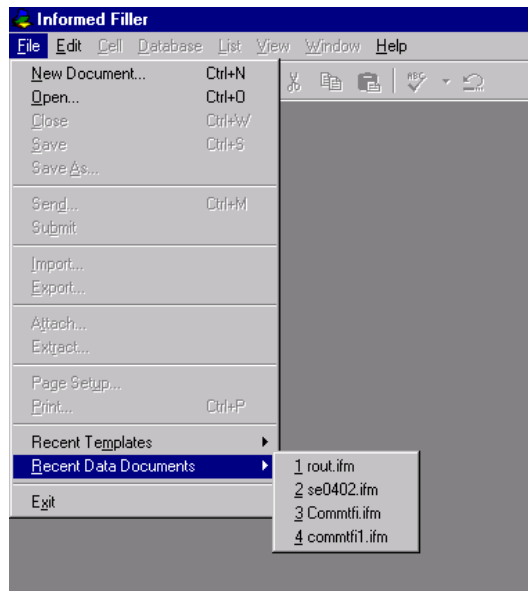 Informed Filler
File Edit Cell Database List View Window Help
New Document... Ctrl+N
Open... Ctrl+O
Close Ctrl+W
Save Ctrl+S
Save As...
Send... Ctrl+M
Submit
Import...
Export...
Attach...
Extract...
Page Setup...
Print... Ctrl+P
Recent Templates
Recent Data Documents
Exit
1 rout.ifm
2 se0402.ifm
3 Commtfi.ifm
4 commtfi1.ifm
ABC